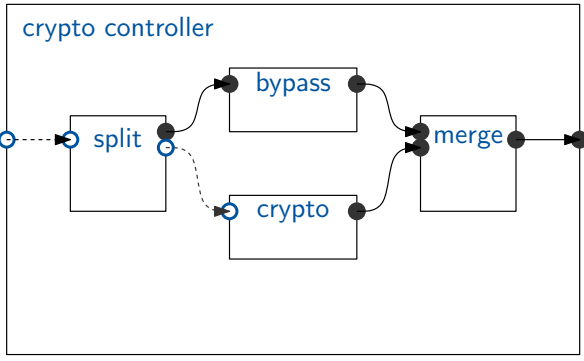 crypto controller
bypass
split
merge
crypto